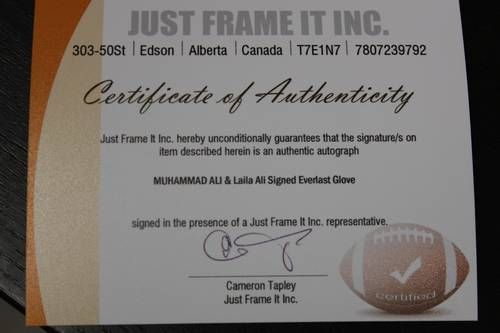 JUST FRAME IT INC.
303-50St | Edson | Alberta | Canada | T7E1N7 | 7807239792
Certificate of Authenticity
Just Frame It Inc. hereby unconditionally guarantees that the signature/s on
item described herein is an authentic autograph
MUHAMMAD ALI & Laila Ali Signed Everlast Glove
signed in the presence of a Just Frame It Inc. representative.
Cameron Tapley
Just Frame It Inc.
certified